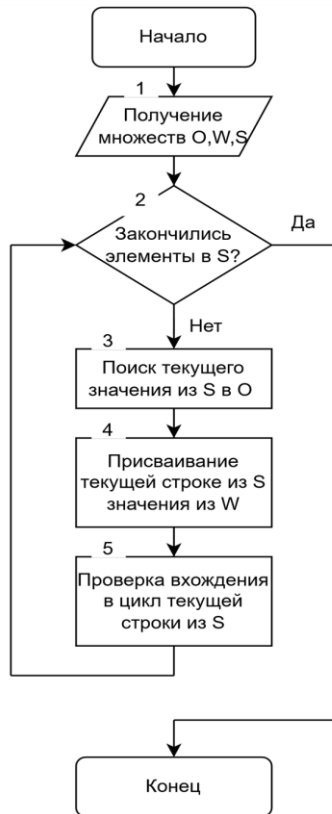 Начало
1
Получение
множеств O,W,S
2
Закончились
элементы в S?
Да
Нет
3
Поиск текущего
значения из S в O
4
Присваивание
текущей строке из S
значения из W
5
Проверка вхождения
в цикл текущей
строки из S
Конец